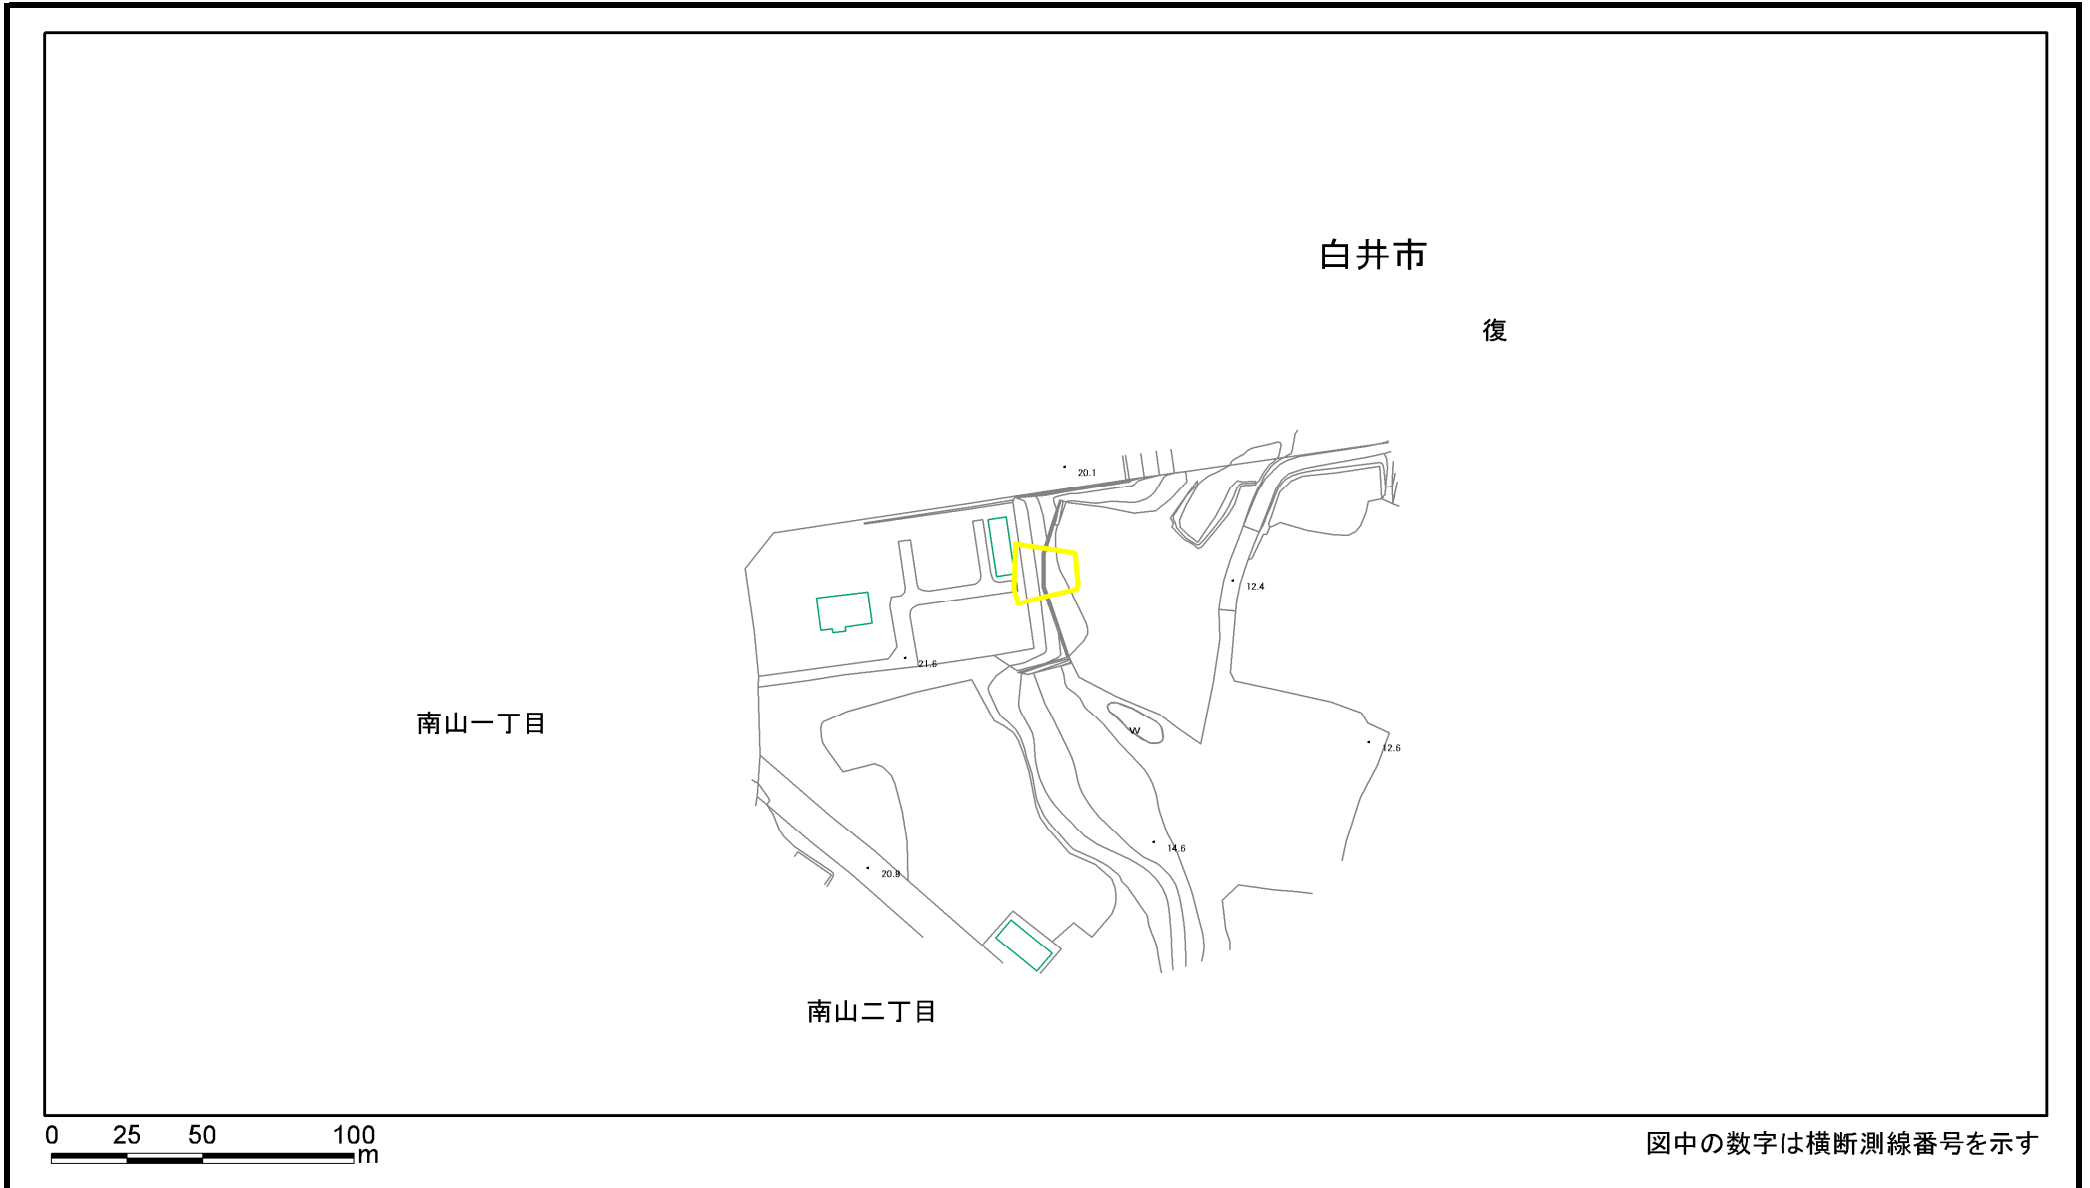 白井市
復
20.1
12.4
21.6
南山一丁目
W
12.6
14.6
20.9
南山二丁目
0 25 50 100
m
図中の数字は横断測線番号を示す